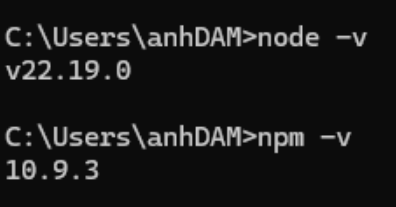 C:\Users\anhDAM>node -v
v22.19.0
C:\Users\anhDAM>npm -v
10.9.3